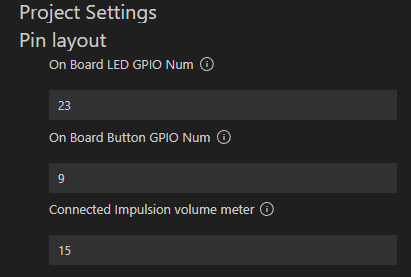 Project Settings
Pin layout
On Board LED GPIO Num
23
On Board Button GPIO Num
9
Connected Impulsion volume meter
15